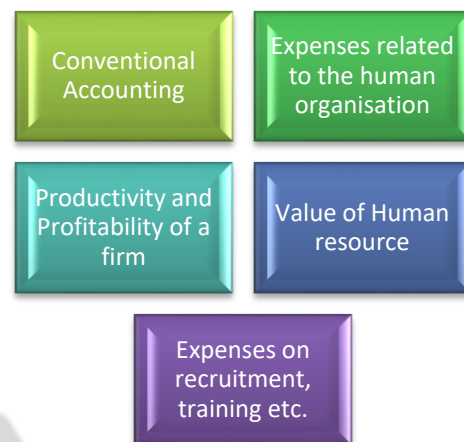 Conventional
Accounting
Expenses related
to the human
organisation
Productivity and
Profitability of a
firm
Value of Human
resource
Expenses on
recruitment,
training etc.